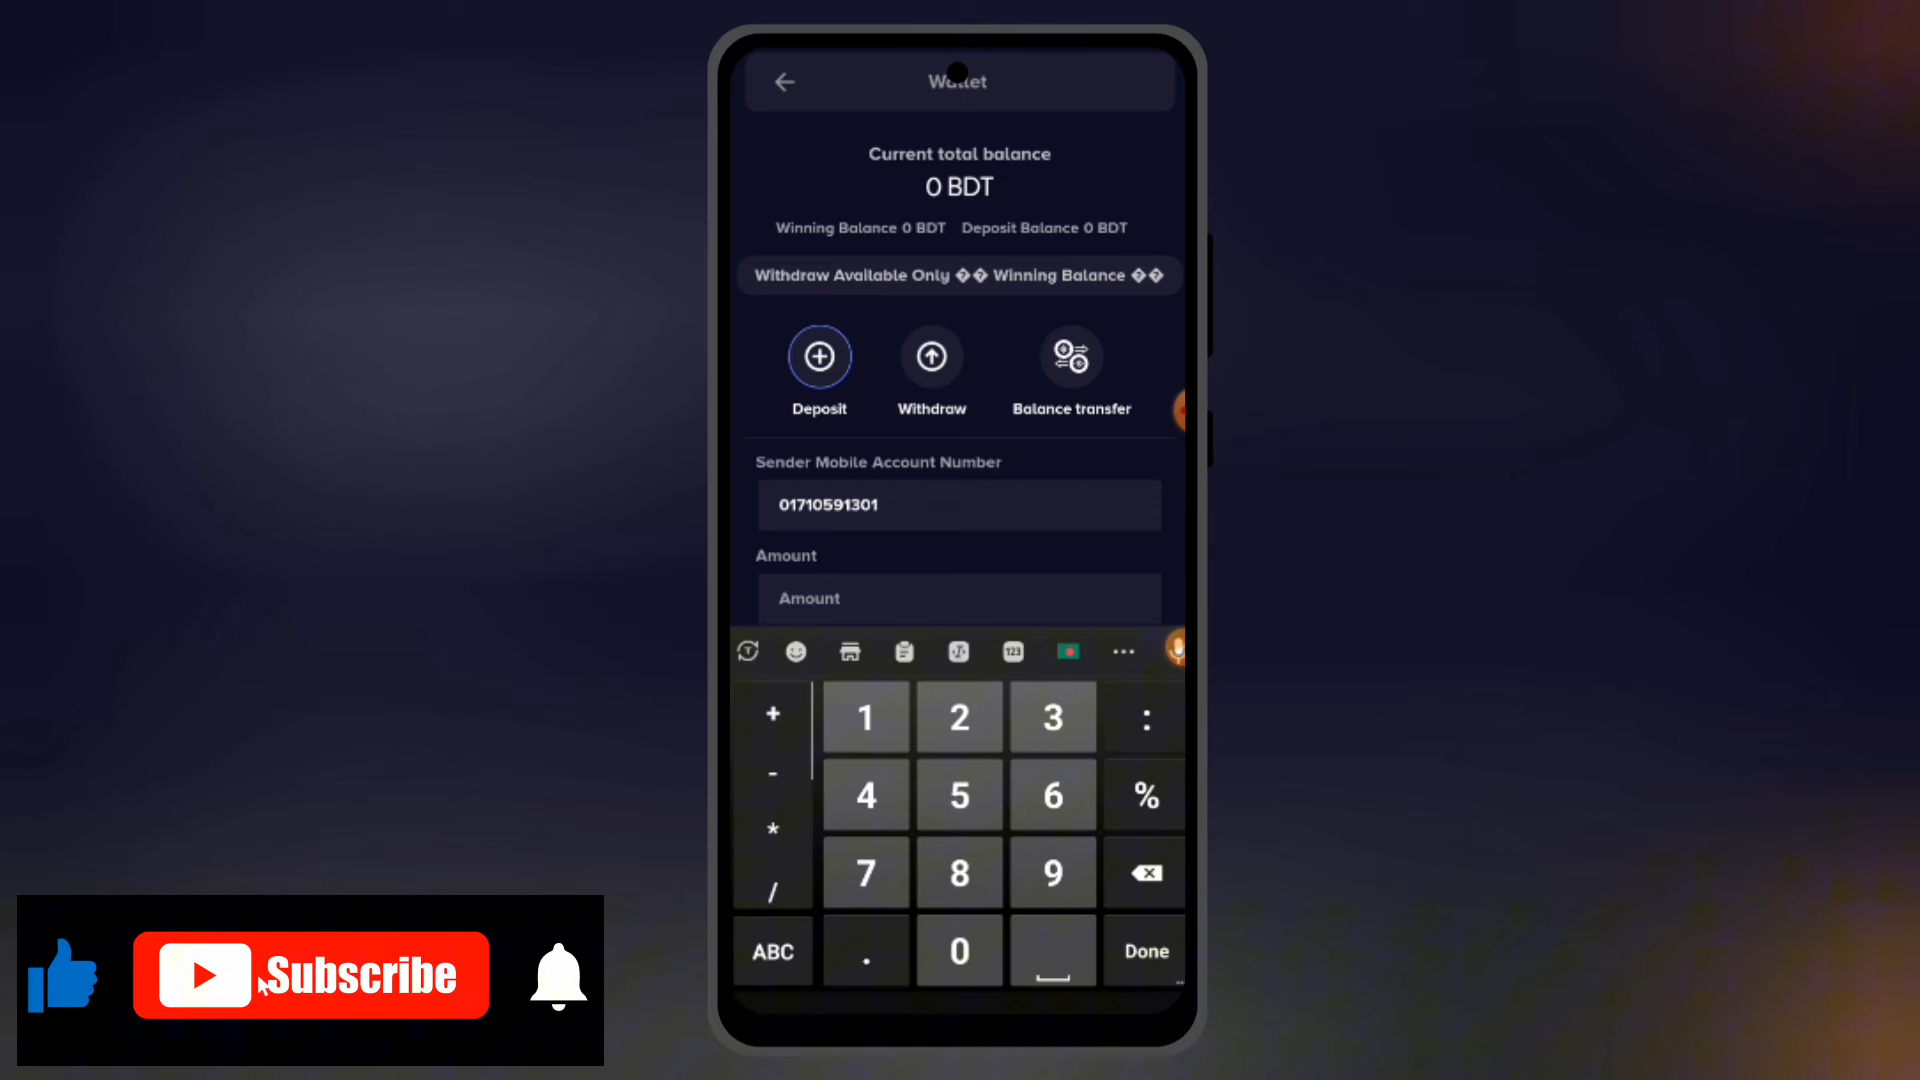 Wallet
Current total balance
0 BDT
Winning Balance 0 BDT Deposit Balance 0 BDT
Withdraw Available Only �� Winning Balance ��
Deposit Withdraw Balance transfer
Sender Mobile Account Number
01710591301
Amount
Amount
123
+ 1 2 3 :
- 4 5 6 %
*
/ 7 8 9
ABC . 0 Done
Subscribe